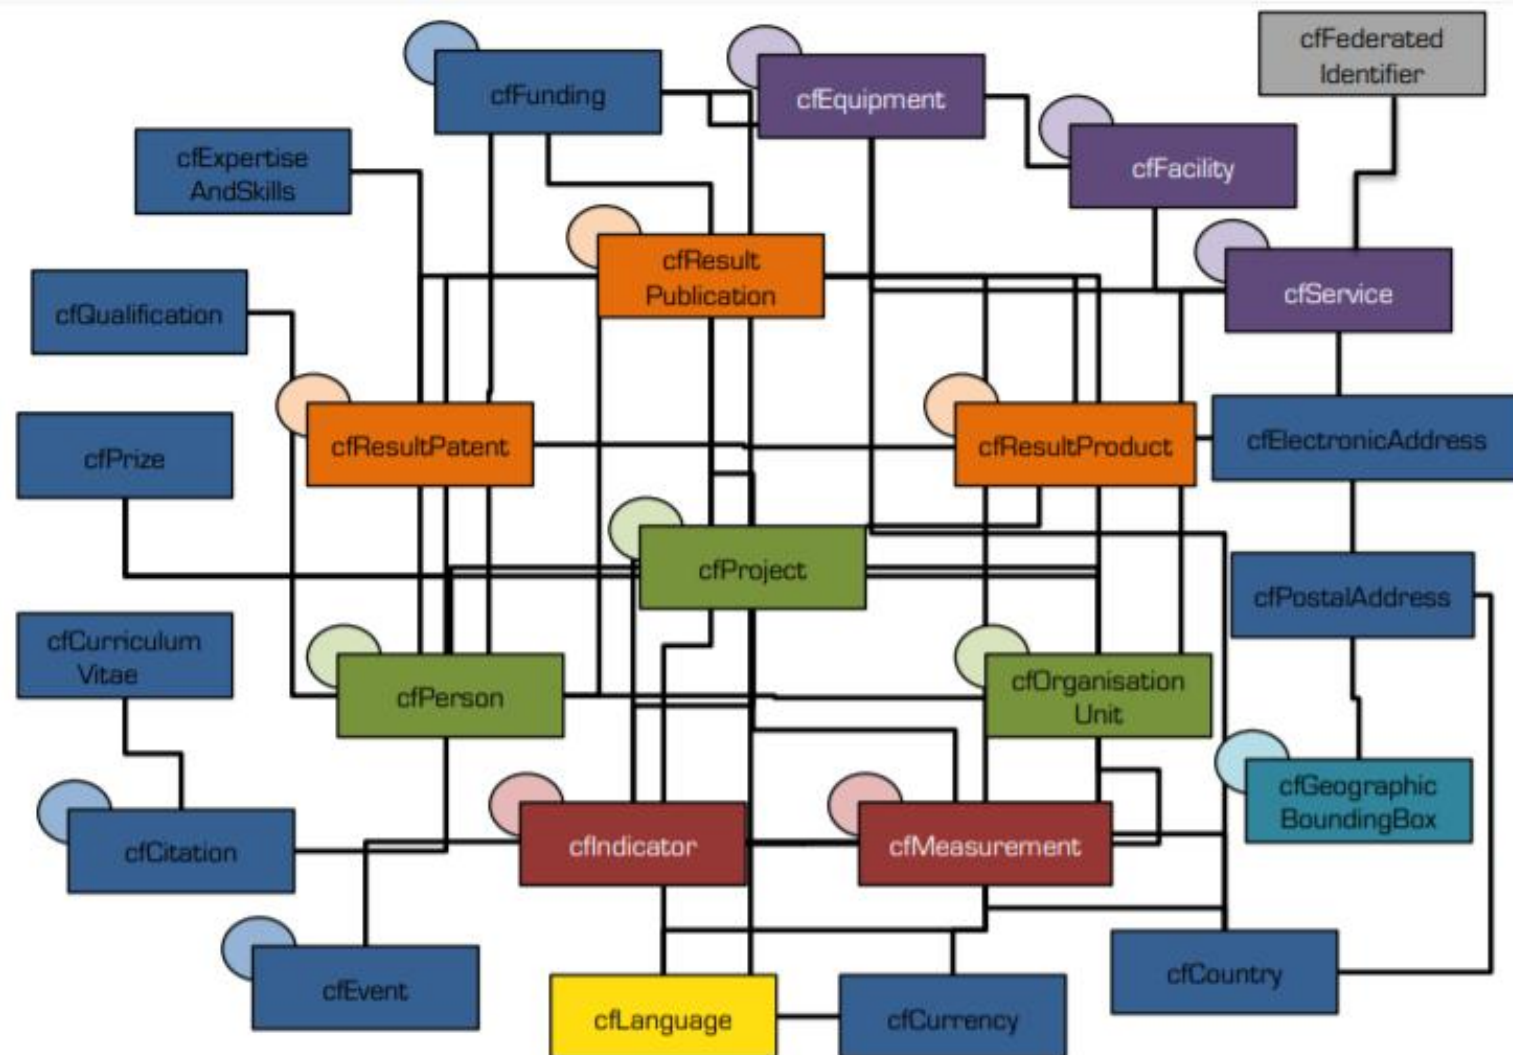 cfFederated
Identifier
cfFunding
cfEquipment
cfExpertise
AndSkills
cfFacility
cfResult
Publication
cfService
cfQualification
cfResultPatent
cfResultProduct
cfElectronicAddress
cfPrize
cfProject
cfPostalAddress
cfCurriculum
Vitae
cfPerson
cfOrganisation
Unit
cfGeographic
BoundingBox
cfCitation
cfIndicator
cfMeasurement
cfEvent
cfCountry
cfLanguage
cfCurrency